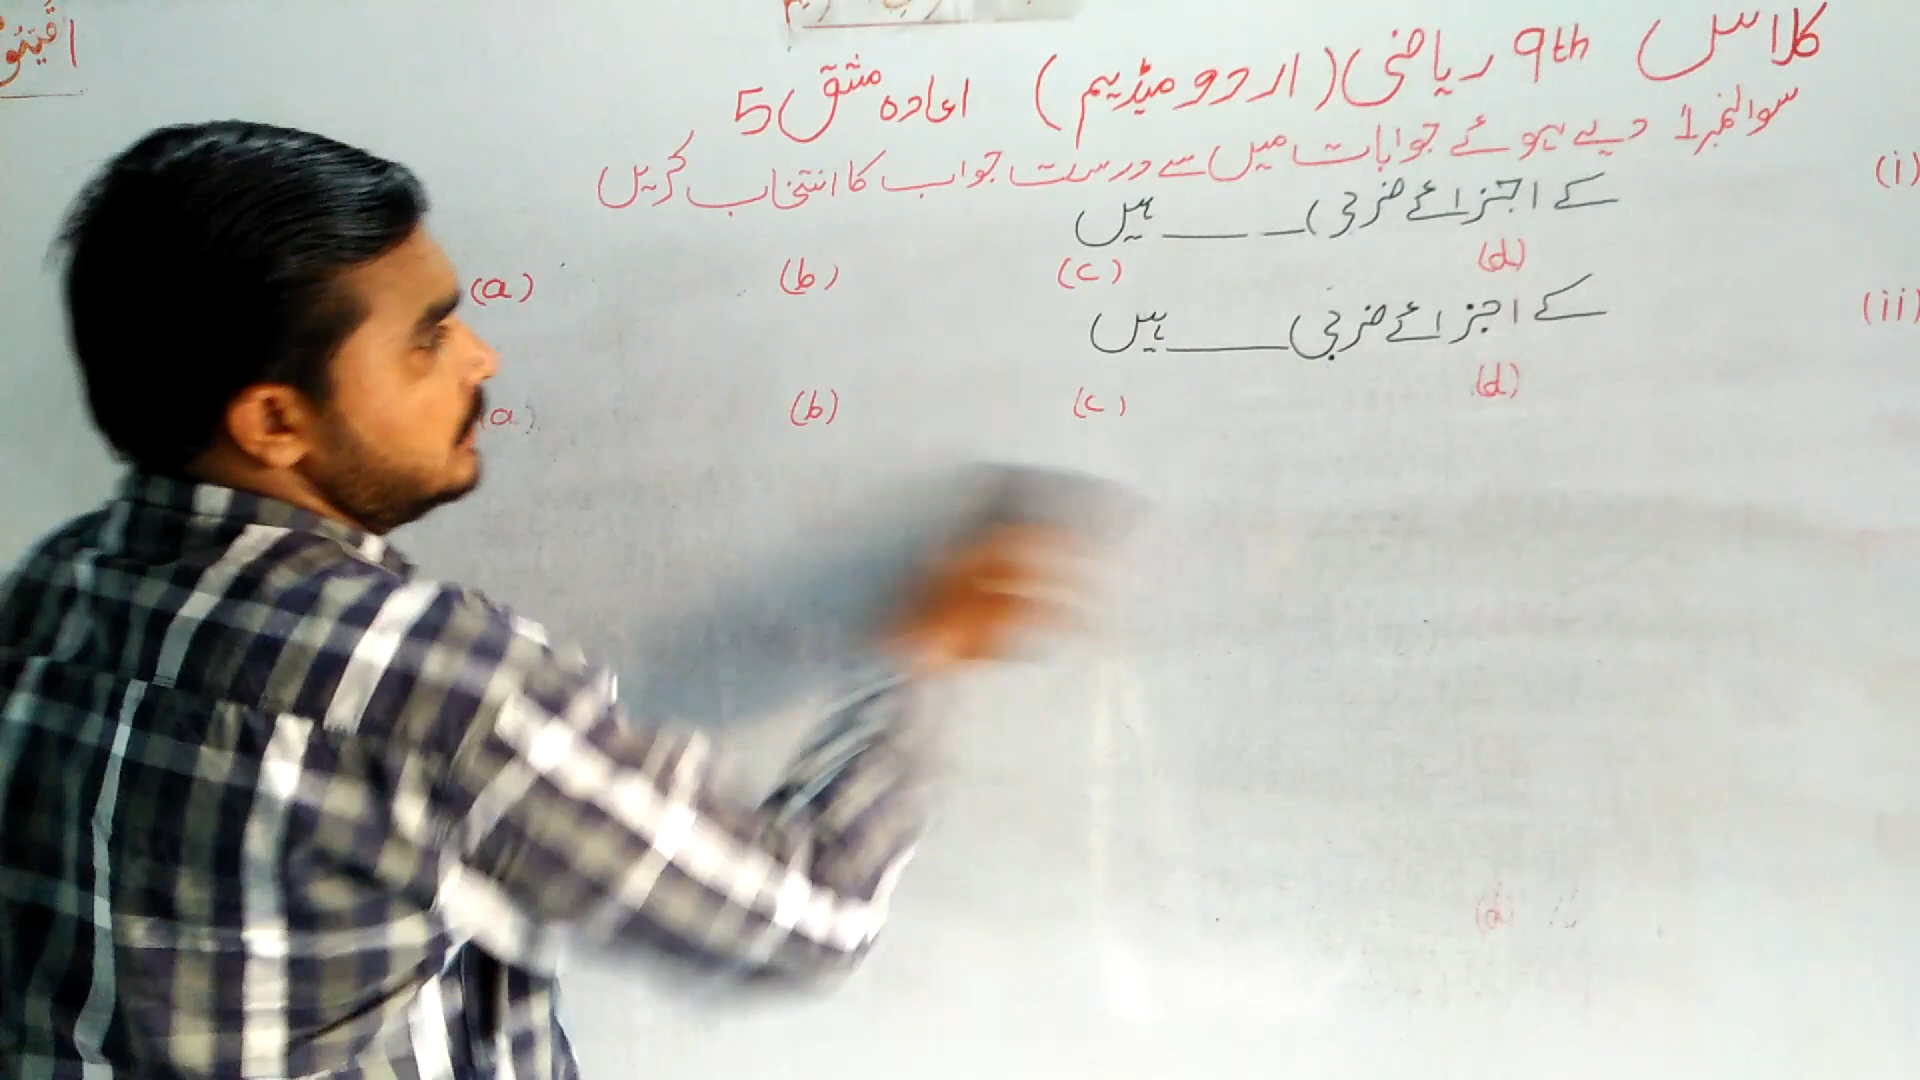 کلاس 9th ریاضی (اردو میڈیم) اعادہ مشق 5
سوالنمبر1 دیے ہوئے جوابات میں سے درست جواب کا انتخاب کریں
(i) کے اجزائے ضربی ____ ہیں
(a) (b) (c) (d)
(ii) کے اجزائے ضربی ____ ہیں
(a) (b) (c) (d)
(d)